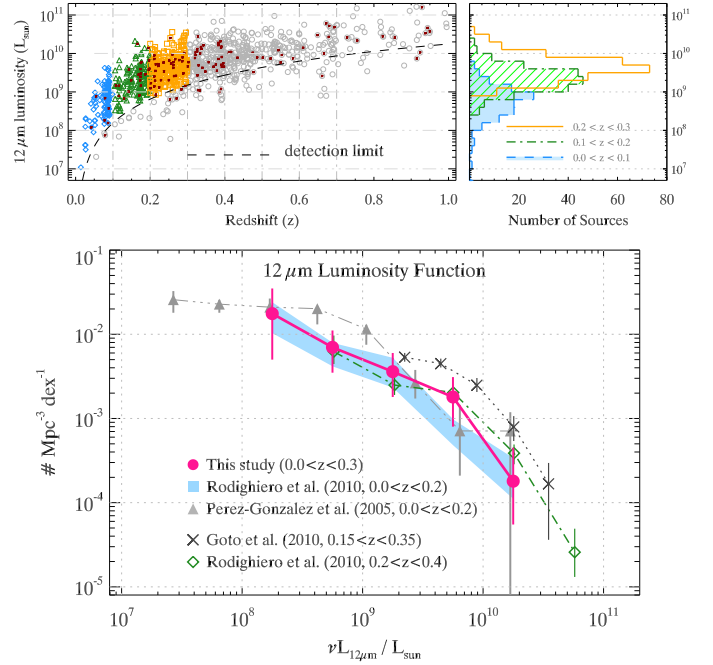 12 μm luminosity (L_sun)
10^11
10^10
10^9
10^8
10^7
detection limit
0.0 0.2 0.4 0.6 0.8 1.0
Redshift (z)
10^11
10^10
10^9
10^8
10^7
0.2 < z < 0.3
0.1 < z < 0.2
0.0 < z < 0.1
0 20 40 60 80
Number of Sources
12 μm Luminosity Function
# Mpc^-3 dex^-1
10^-1
10^-2
10^-3
10^-4
10^-5
This study (0.0<z<0.3)
Rodighiero et al. (2010, 0.0<z<0.2)
Perez-Gonzalez et al. (2005, 0.0<z<0.2)
Goto et al. (2010, 0.15<z<0.35)
Rodighiero et al. (2010, 0.2<z<0.4)
10^7 10^8 10^9 10^10 10^11
νL_12μm / L_sun